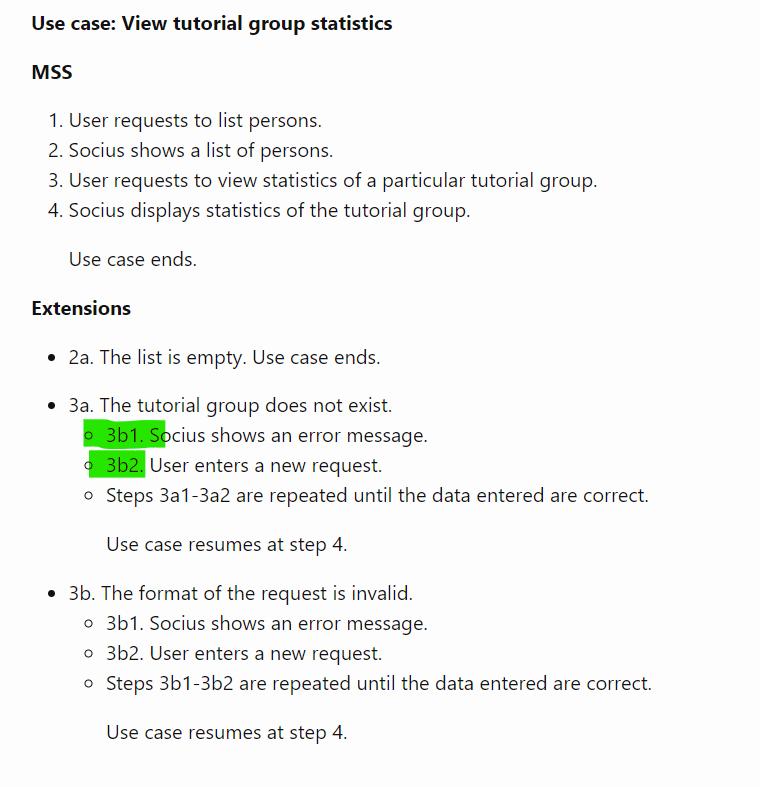 Use case: View tutorial group statistics
MSS
1. User requests to list persons.
2. Socius shows a list of persons.
3. User requests to view statistics of a particular tutorial group.
4. Socius displays statistics of the tutorial group.
Use case ends.
Extensions
• 2a. The list is empty. Use case ends.
• 3a. The tutorial group does not exist.
◦ 3b1. Socius shows an error message.
◦ 3b2. User enters a new request.
◦ Steps 3a1-3a2 are repeated until the data entered are correct.
Use case resumes at step 4.
• 3b. The format of the request is invalid.
◦ 3b1. Socius shows an error message.
◦ 3b2. User enters a new request.
◦ Steps 3b1-3b2 are repeated until the data entered are correct.
Use case resumes at step 4.